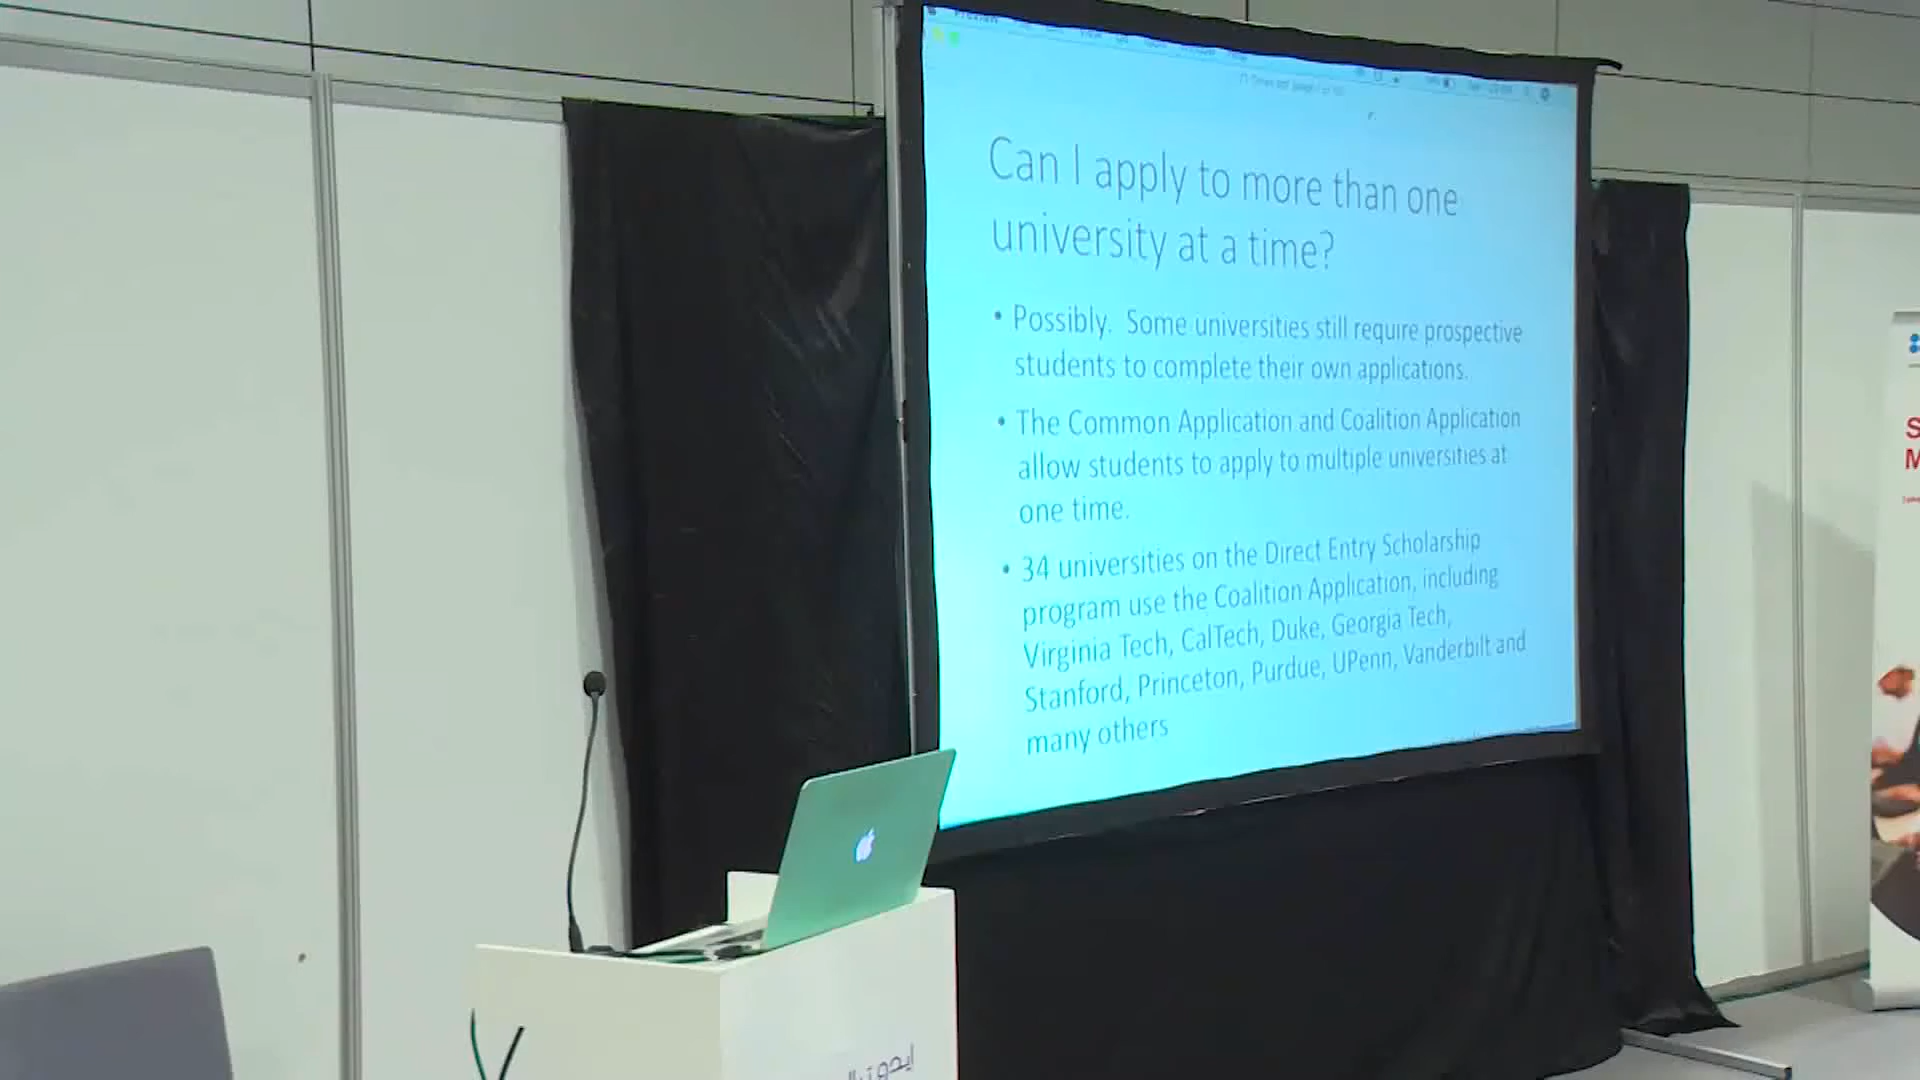 Can I apply to more than one
university at a time?
• Possibly. Some universities still require prospective
students to complete their own applications.
• The Common Application and Coalition Application
allow students to apply to multiple universities at
one time.
• 34 universities on the Direct Entry Scholarship
program use the Coalition Application, including
Virginia Tech, CalTech, Duke, Georgia Tech,
Stanford, Princeton, Purdue, UPenn, Vanderbilt and
many others